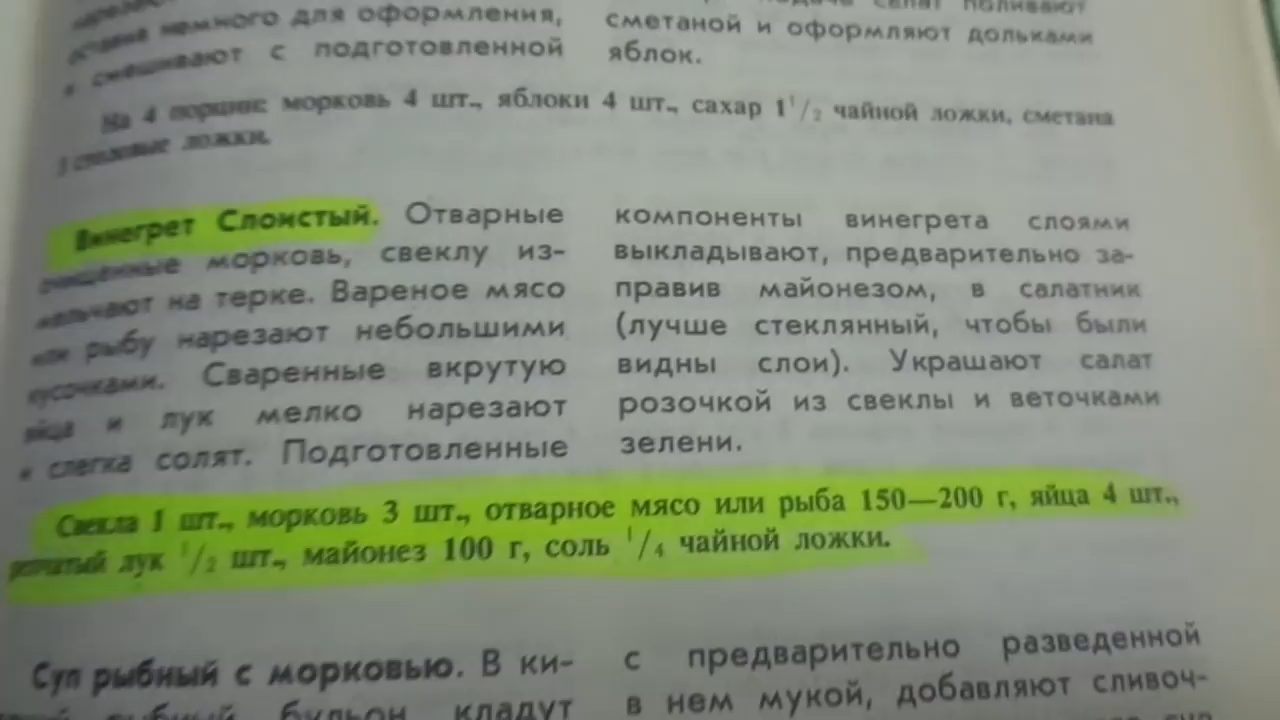 немного для оформления,
смешивают с подготовленной
салат поливают
сметаной и оформляют дольками
яблок.
На 4 порции: морковь 4 шт., яблоки 4 шт., сахар 1 1/2 чайной ложки, сметана
3 столовые ложки.
Винегрет Слоистый. Отварные
очищенные морковь, свеклу из-
мельчают на терке. Вареное мясо
или рыбу нарезают небольшими
кусочками. Сваренные вкрутую
яйца и лук мелко нарезают
и слегка солят. Подготовленные
компоненты винегрета слоями
выкладывают, предварительно за-
правив майонезом, в салатник
(лучше стеклянный, чтобы были
видны слои). Украшают салат
розочкой из свеклы и веточками
зелени.
Свекла 1 шт., морковь 3 шт., отварное мясо или рыба 150—200 г, яйца 4 шт.,
репчатый лук 1/2 шт., майонез 100 г, соль 1/4 чайной ложки.
Суп рыбный с морковью. В ки-
рыбный бульон кладут
с предварительно разведенной
в нем мукой, добавляют сливоч-